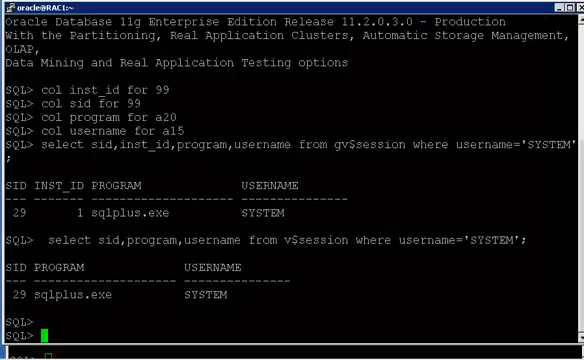 oracle@RAC1:~
Oracle Database 11g Enterprise Edition Release 11.2.0.3.0 - Production
With the Partitioning, Real Application Clusters, Automatic Storage Management,
OLAP,
Data Mining and Real Application Testing options
SQL> col inst_id for 99
SQL> col sid for 99
SQL> col program for a20
SQL> col username for a15
SQL> select sid,inst_id,program,username from gv$session where username='SYSTEM'
;
SID INST_ID PROGRAM USERNAME
--- ------- -------------------- ---------------
29 1 sqlplus.exe SYSTEM
SQL> select sid,program,username from v$session where username='SYSTEM';
SID PROGRAM USERNAME
--- -------------------- ---------------
29 sqlplus.exe SYSTEM
SQL>
SQL>
SQL>